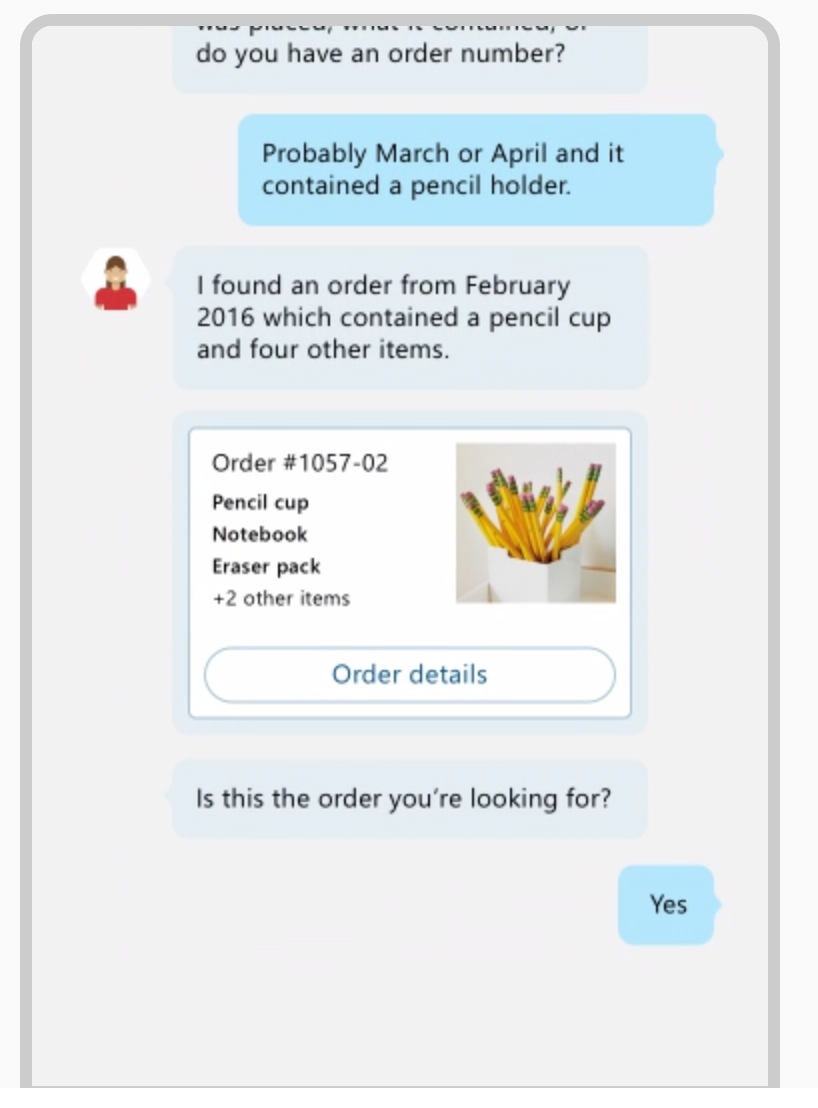 do you have an order number?
Probably March or April and it
contained a pencil holder.
I found an order from February
2016 which contained a pencil cup
and four other items.
Order #1057-02
Pencil cup
Notebook
Eraser pack
+2 other items
Order details
Is this the order you're looking for?
Yes